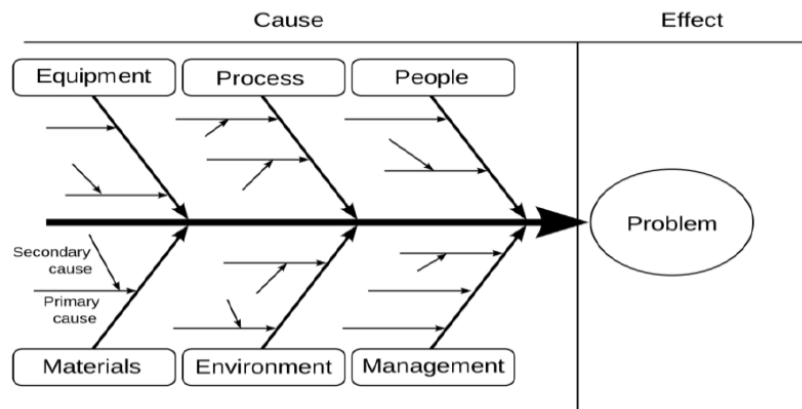 Cause
Effect
Equipment
Process
People
Problem
Secondary
cause
Primary
cause
Materials
Environment
Management